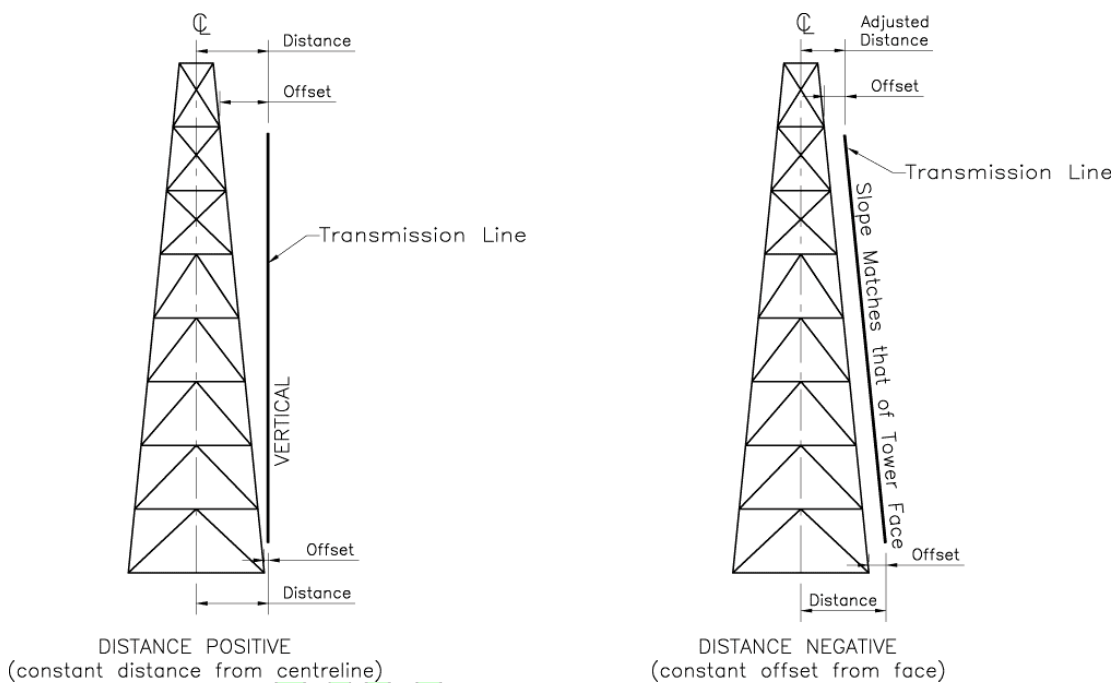 ℄
Distance
Offset
Transmission Line
VERTICAL
Offset
Distance
DISTANCE POSITIVE
(constant distance from centreline)
℄
Adjusted
Distance
Offset
Transmission Line
Slope Matches that of Tower Face
Offset
Distance
DISTANCE NEGATIVE
(constant offset from face)